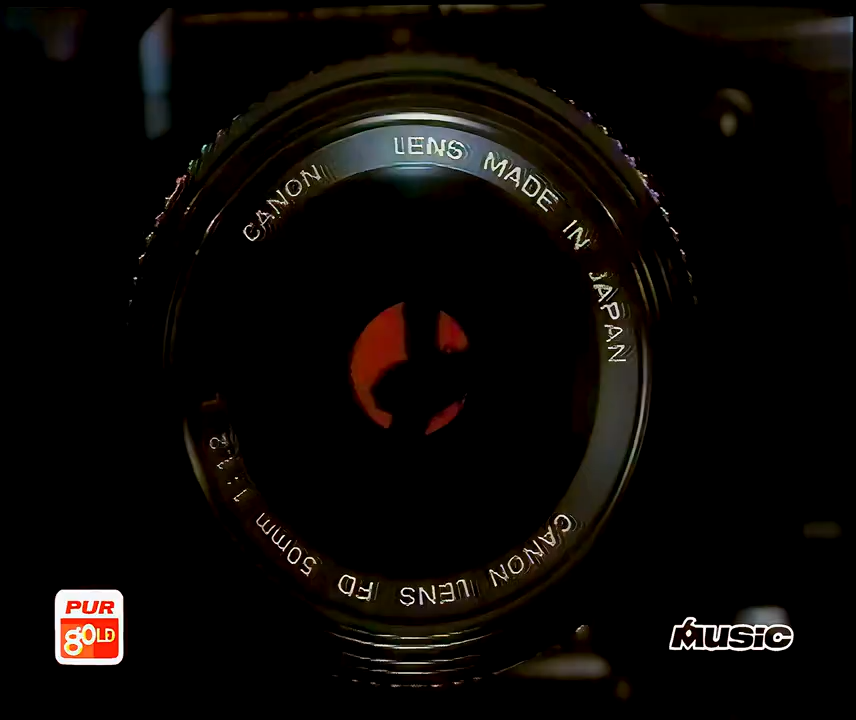 CANON LENS MADE IN JAPAN
CANON LENS FD 50mm 1:1.2
PUR
gOLD
MUSIC